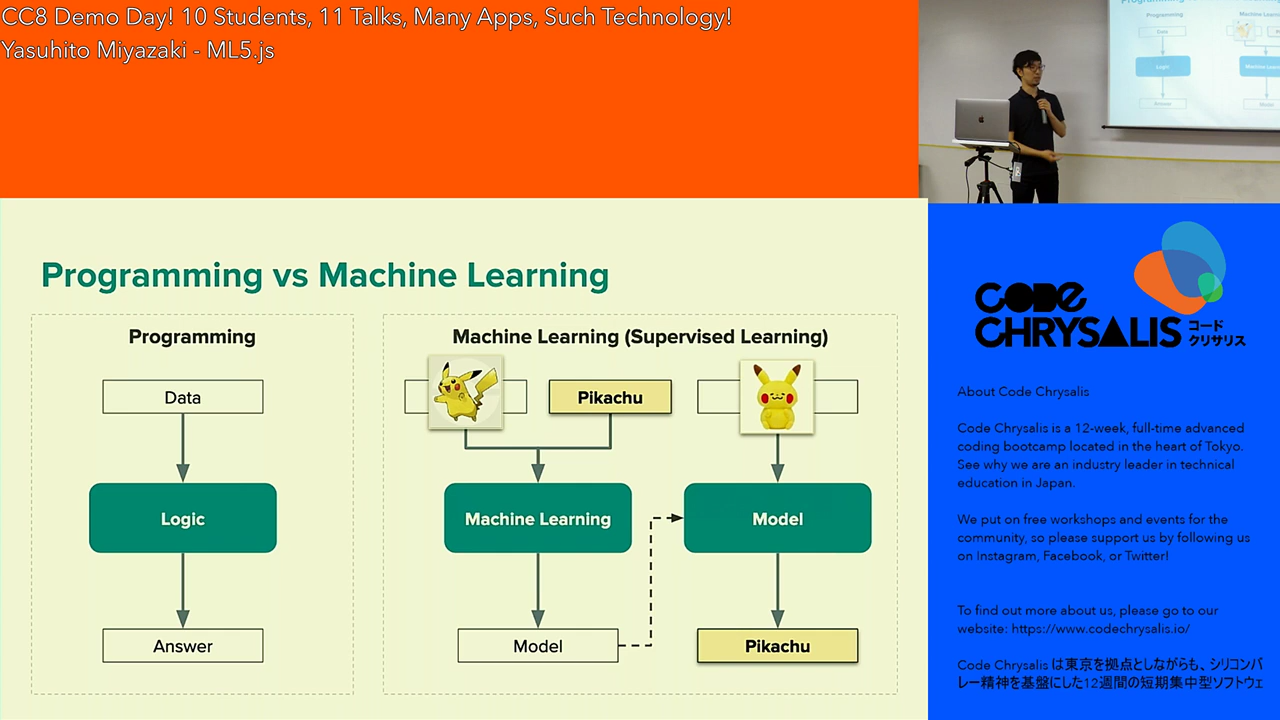 CC8 Demo Day! 10 Students, 11 Talks, Many Apps, Such Technology!
Yasuhito Miyazaki - ML5.js
Programming
Data
Logic
Answer
Programming vs Machine Learning
Programming
Data
Logic
Answer
Machine Learning (Supervised Learning)
Pikachu
Machine Learning
Model
Model
Pikachu
CODE
CHRYSALIS
コード
クリサリス
About Code Chrysalis
Code Chrysalis is a 12-week, full-time advanced
coding bootcamp located in the heart of Tokyo.
See why we are an industry leader in technical
education in Japan.
We put on free workshops and events for the
community, so please support us by following us
on Instagram, Facebook, or Twitter!
To find out more about us, please go to our
website: https://www.codechrysalis.io/
Code Chrysalis は東京を拠点としながらも、シリコンバ
レー精神を基盤にした12週間の短期集中型ソフトウェ